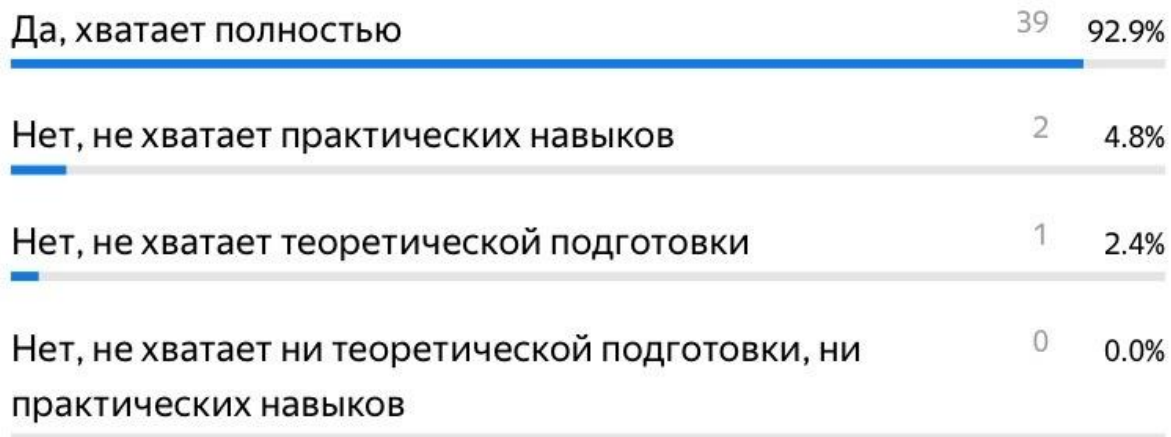 Да, хватает полностью 39 92.9%
Нет, не хватает практических навыков 2 4.8%
Нет, не хватает теоретической подготовки 1 2.4%
Нет, не хватает ни теоретической подготовки, ни 0 0.0%
практических навыков